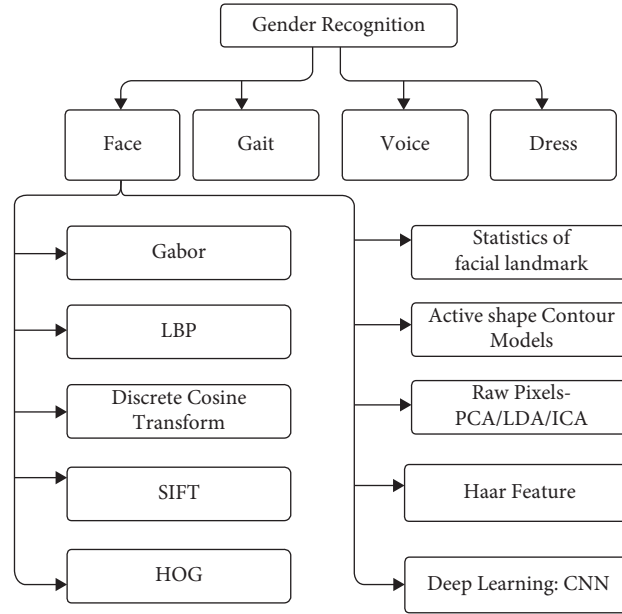 Gender Recognition
Face
Gait
Voice
Dress
Gabor
LBP
Discrete Cosine
Transform
SIFT
HOG
Statistics of
facial landmark
Active shape Contour
Models
Raw Pixels-
PCA/LDA/ICA
Haar Feature
Deep Learning: CNN